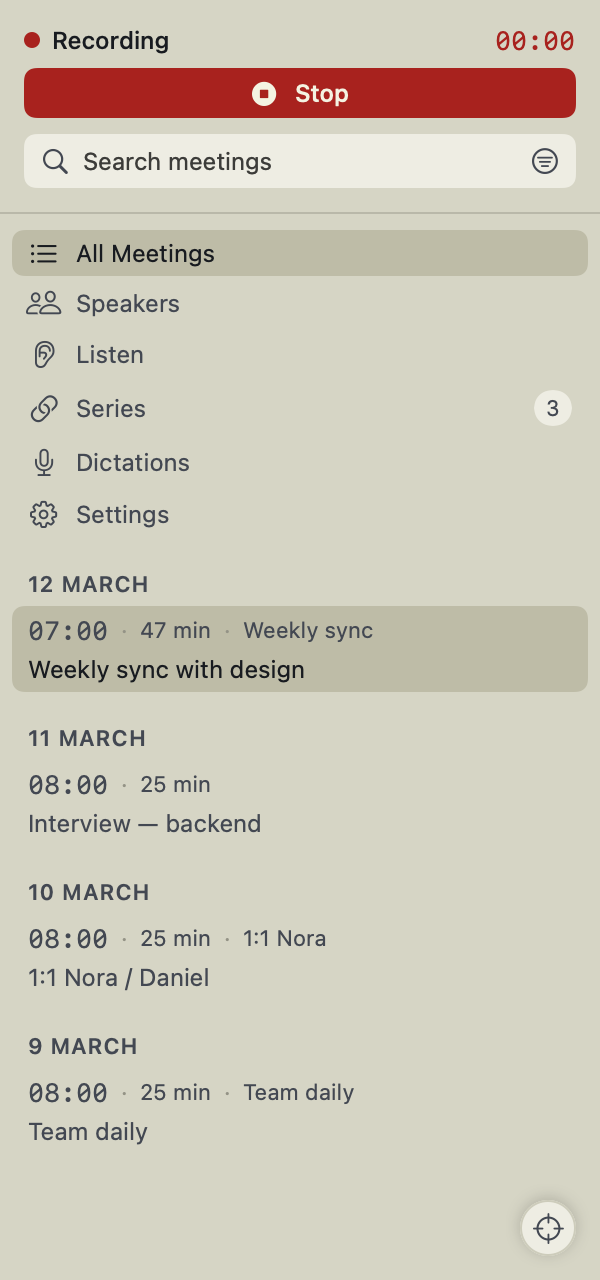 Recording 00:00
Stop
Search meetings
All Meetings
Speakers
Listen
Series 3
Dictations
Settings
12 MARCH
07:00 · 47 min · Weekly sync
Weekly sync with design
11 MARCH
08:00 · 25 min
Interview — backend
10 MARCH
08:00 · 25 min · 1:1 Nora
1:1 Nora / Daniel
9 MARCH
08:00 · 25 min · Team daily
Team daily